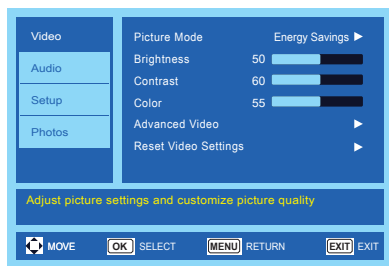 Video
Audio
Setup
Photos
Picture Mode Energy Savings ▶
Brightness 50
Contrast 60
Color 55
Advanced Video ▶
Reset Video Settings ▶
Adjust picture settings and customize picture quality
MOVE OK SELECT MENU RETURN EXIT EXIT